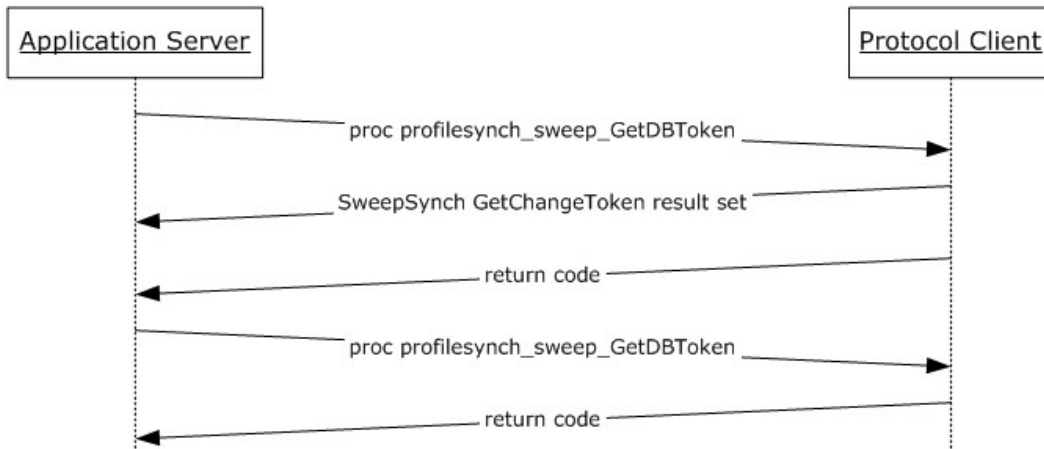 Application Server
Protocol Client
proc profilesynch_sweep_GetDBToken
SweepSynch GetChangeToken result set
return code
proc profilesynch_sweep_GetDBToken
return code